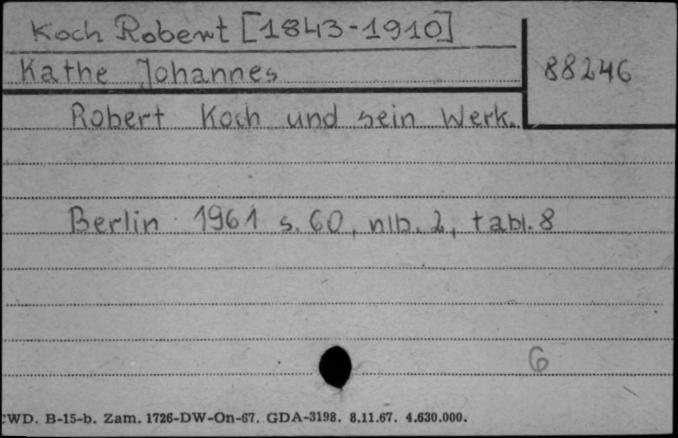 Koch Robert [1843-1910]
Kathe Johannes
88246
Robert Koch und sein Werk.
Berlin 1961 s. 60, nlb. 2, tabl. 8
6
CWD. B-15-b. Zam. 1726-DW-On-67. GDA-3198. 8.11.67. 4.630.000.